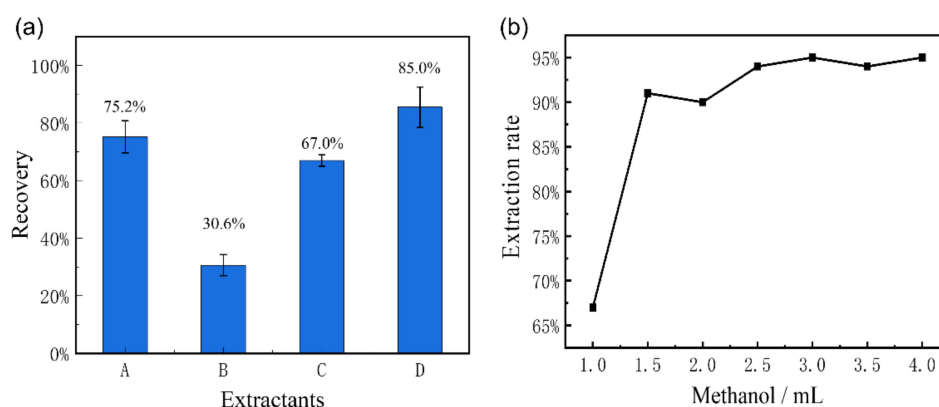 (a)
100%
80%
60%
40%
20%
0%
Recovery
75.2%
30.6%
67.0%
85.0%
A B C D
Extractants
(b)
95%
90%
85%
80%
75%
70%
65%
Extraction rate
1.0 1.5 2.0 2.5 3.0 3.5 4.0
Methanol / mL